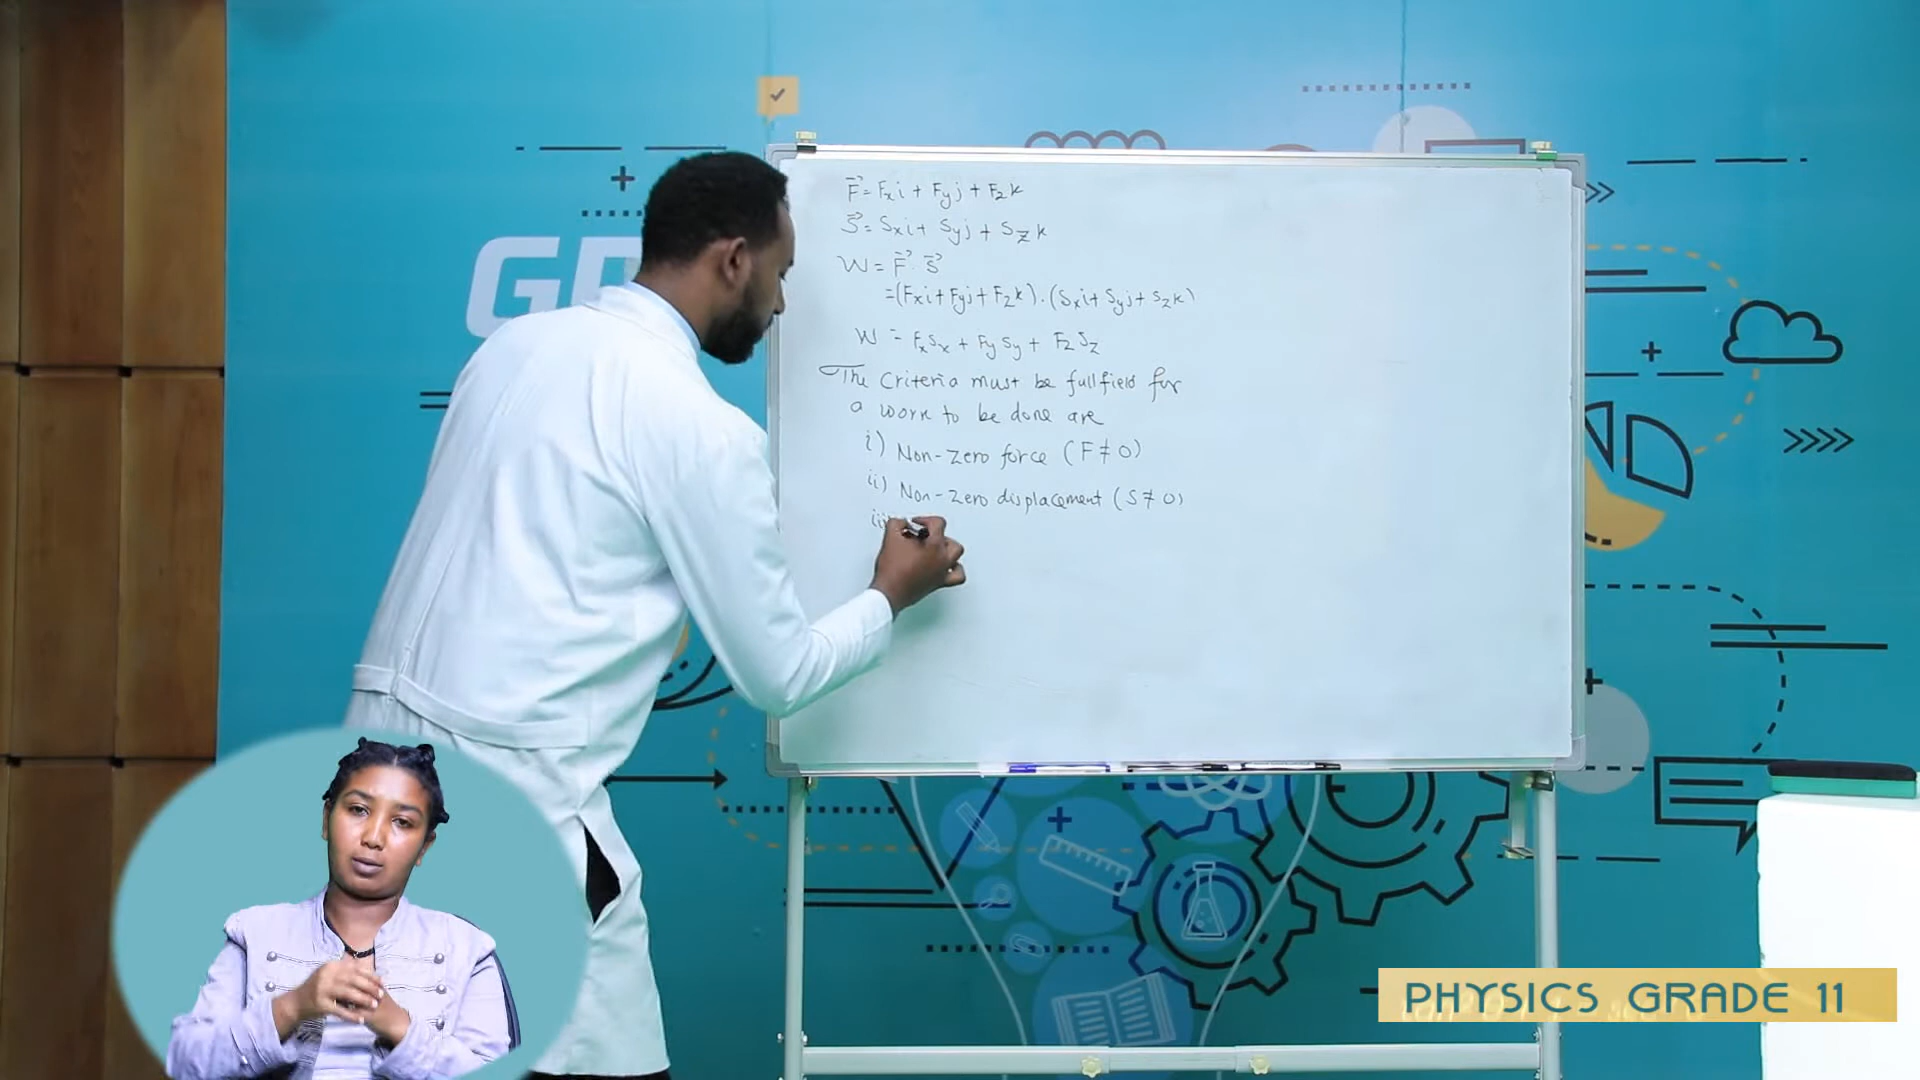 GR
F⃗ = Fxi + Fyj + Fzk
S⃗ = Sxi + Syj + Szk
W = F⃗ . S⃗
=(Fxi+Fyj+Fzk).(Sxi+Syj+Szk)
W = FxSx + FySy + FzSz
The Criteria must be fullfield for
a work to be done are
i) Non-zero force (F≠0)
ii) Non-zero displacement (S≠0)
iii
PHYSICS GRADE 11